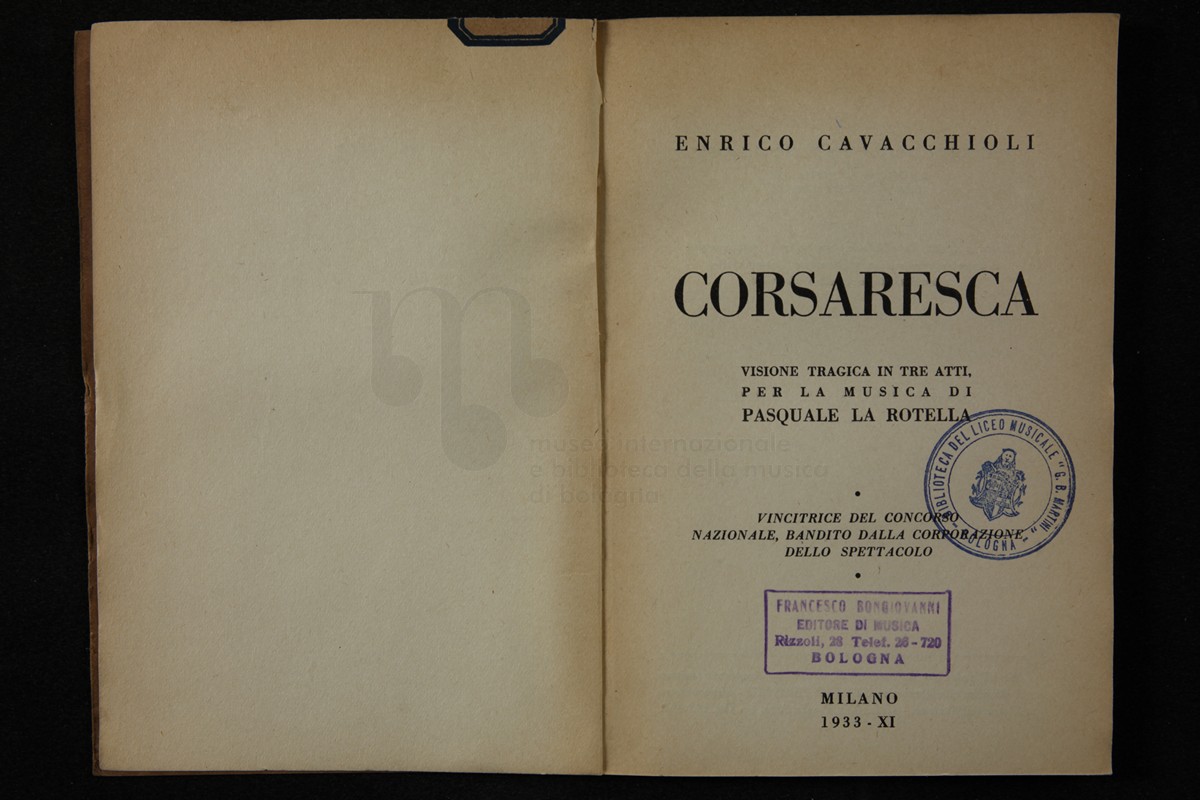 ENRICO CAVACCHIOLI
CORSARESCA
VISIONE TRAGICA IN TRE ATTI,
PER LA MUSICA DI
PASQUALE LA ROTELLA
BIBLIOTECA DEL LICEO MUSICALE "G. B. MARTINI"
- BOLOGNA -
museo internazionale
e biblioteca della musica
di bologna
VINCITRICE DEL CONCORSO
NAZIONALE, BANDITO DALLA CORPORAZIONE
DELLO SPETTACOLO
FRANCESCO BONGIOVANNI
EDITORE DI MUSICA
Rizzoli, 28 Telef. 26-720
BOLOGNA
MILANO
1933 - XI